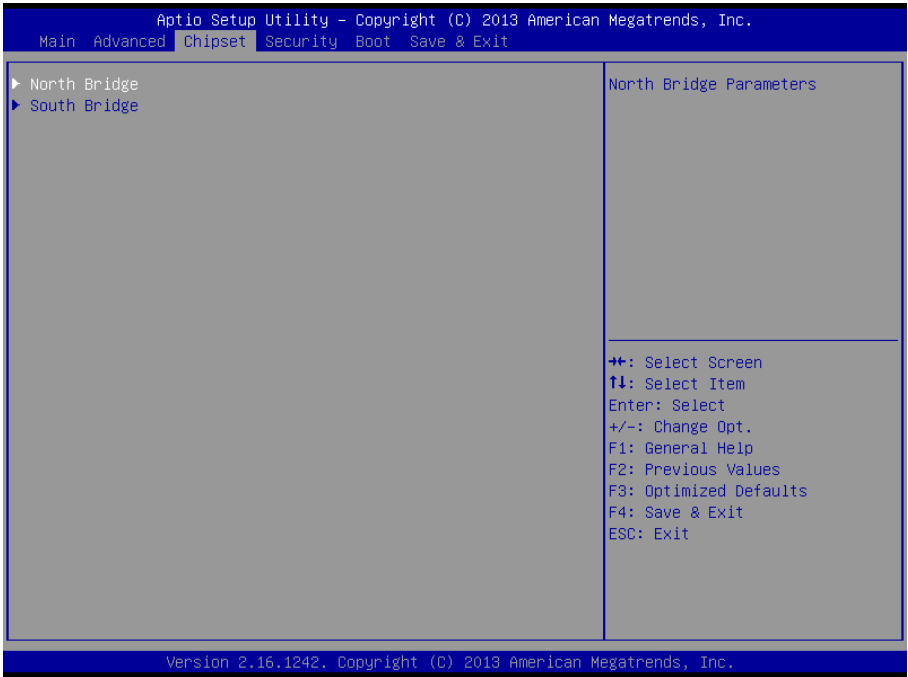 Aptio Setup Utility – Copyright (C) 2013 American Megatrends, Inc.
Main Advanced Chipset Security Boot Save & Exit
North Bridge
South Bridge
North Bridge Parameters
→←: Select Screen
↑↓: Select Item
Enter: Select
+/-: Change Opt.
F1: General Help
F2: Previous Values
F3: Optimized Defaults
F4: Save & Exit
ESC: Exit
Version 2.16.1242. Copyright (C) 2013 American Megatrends, Inc.